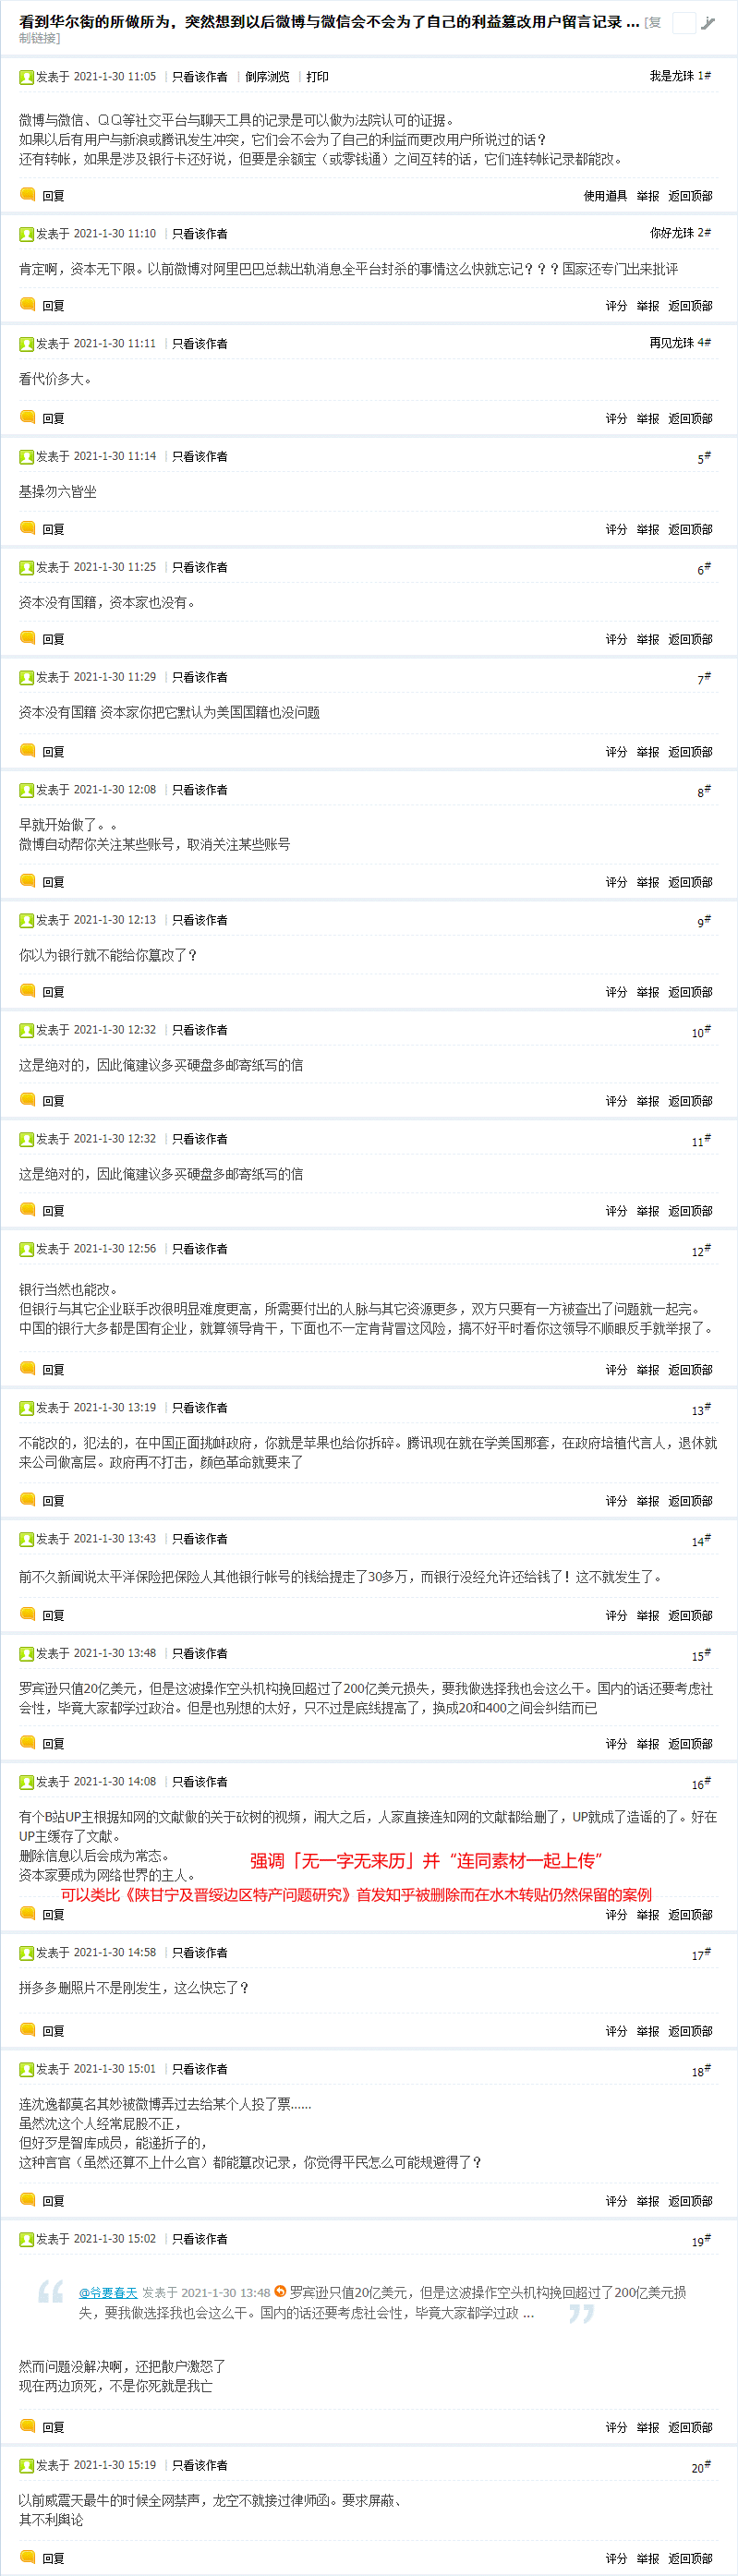 看到华尔街的所做所为，突然想到以后微博与微信会不会为了自己的利益篡改用户留言记录 ... [复
制链接]
发表于 2021-1-30 11:05 | 只看该作者 | 倒序浏览 | 打印 我是龙珠 1#
微博与微信、ＱＱ等社交平台与聊天工具的记录是可以做为法院认可的证据。
如果以后有用户与新浪或腾讯发生冲突，它们会不会为了自己的利益而更改用户所说过的话？
还有转帐，如果是涉及银行卡还好说，但要是余额宝（或零钱通）之间互转的话，它们连转帐记录都能改。
回复 使用道具 举报 返回顶部
发表于 2021-1-30 11:10 | 只看该作者 你好龙珠 2#
肯定啊，资本无下限。以前微博对阿里巴巴总裁出轨消息全平台封杀的事情这么快就忘记？？？国家还专门出来批评
回复 评分 举报 返回顶部
发表于 2021-1-30 11:11 | 只看该作者 再见龙珠 4#
看代价多大。
回复 评分 举报 返回顶部
发表于 2021-1-30 11:14 | 只看该作者 5#
基操勿六皆坐
回复 评分 举报 返回顶部
发表于 2021-1-30 11:25 | 只看该作者 6#
资本没有国籍，资本家也没有。
回复 评分 举报 返回顶部
发表于 2021-1-30 11:29 | 只看该作者 7#
资本没有国籍 资本家你把它默认为美国国籍也没问题
回复 评分 举报 返回顶部
发表于 2021-1-30 12:08 | 只看该作者 8#
早就开始做了。。
微博自动帮你关注某些账号，取消关注某些账号
回复 评分 举报 返回顶部
发表于 2021-1-30 12:13 | 只看该作者 9#
你以为银行就不能给你篡改了？
回复 评分 举报 返回顶部
发表于 2021-1-30 12:32 | 只看该作者 10#
这是绝对的，因此俺建议多买硬盘多邮寄纸写的信
回复 评分 举报 返回顶部
发表于 2021-1-30 12:32 | 只看该作者 11#
这是绝对的，因此俺建议多买硬盘多邮寄纸写的信
回复 评分 举报 返回顶部
发表于 2021-1-30 12:56 | 只看该作者 12#
银行当然也能改。
但银行与其它企业联手改很明显难度更高，所需要付出的人脉与其它资源更多，双方只要有一方被查出了问题就一起完。
中国的银行大多都是国有企业，就算领导肯干，下面也不一定肯背冒这风险，搞不好平时看你这领导不顺眼反手就举报了。
回复 评分 举报 返回顶部
发表于 2021-1-30 13:19 | 只看该作者 13#
不能改的，犯法的，在中国正面挑衅政府，你就是苹果也给你拆碎。腾讯现在就在学美国那套，在政府培植代言人，退休就
来公司做高层。政府再不打击，颜色革命就要来了
回复 评分 举报 返回顶部
发表于 2021-1-30 13:43 | 只看该作者 14#
前不久新闻说太平洋保险把保险人其他银行帐号的钱给提走了30多万，而银行没经允许还给钱了！这不就发生了。
回复 评分 举报 返回顶部
发表于 2021-1-30 13:48 | 只看该作者 15#
罗宾逊只值20亿美元，但是这波操作空头机构挽回超过了200亿美元损失，要我做选择我也会这么干。国内的话还要考虑社
会性，毕竟大家都学过政治。但是也别想的太好，只不过是底线提高了，换成20和400之间会纠结而已
回复 评分 举报 返回顶部
发表于 2021-1-30 14:08 | 只看该作者 16#
有个B站UP主根据知网的文献做的关于砍树的视频，闹大之后，人家直接连知网的文献都给删了，UP就成了造谣的了。好在
UP主缓存了文献。
删除信息以后会成为常态。
强调「无一字无来历」并“连同素材一起上传”
资本家要成为网络世界的主人。
可以类比《陕甘宁及晋绥边区特产问题研究》首发知乎被删除而在水木转贴仍然保留的案例
回复 评分 举报 返回顶部
发表于 2021-1-30 14:58 | 只看该作者 17#
拼多多删照片不是刚发生，这么快忘了？
回复 评分 举报 返回顶部
发表于 2021-1-30 15:01 | 只看该作者 18#
连沈逸都莫名其妙被微博弄过去给某个人投了票......
虽然沈这个人经常屁股不正，
但好歹是智库成员，能递折子的，
这种言官（虽然还算不上什么官）都能篡改记录，你觉得平民怎么可能规避得了？
回复 评分 举报 返回顶部
发表于 2021-1-30 15:02 | 只看该作者 19#
@爷要春天 发表于 2021-1-30 13:48 罗宾逊只值20亿美元，但是这波操作空头机构挽回超过了200亿美元损
失，要我做选择我也会这么干。国内的话还要考虑社会性，毕竟大家都学过政 ...
然而问题没解决啊，还把散户激怒了
现在两边顶死，不是你死就是我亡
回复 评分 举报 返回顶部
发表于 2021-1-30 15:19 | 只看该作者 20#
以前威震天最牛的时候全网禁声，龙空不就接过律师函。要求屏蔽、
其不利舆论
回复 评分 举报 返回顶部